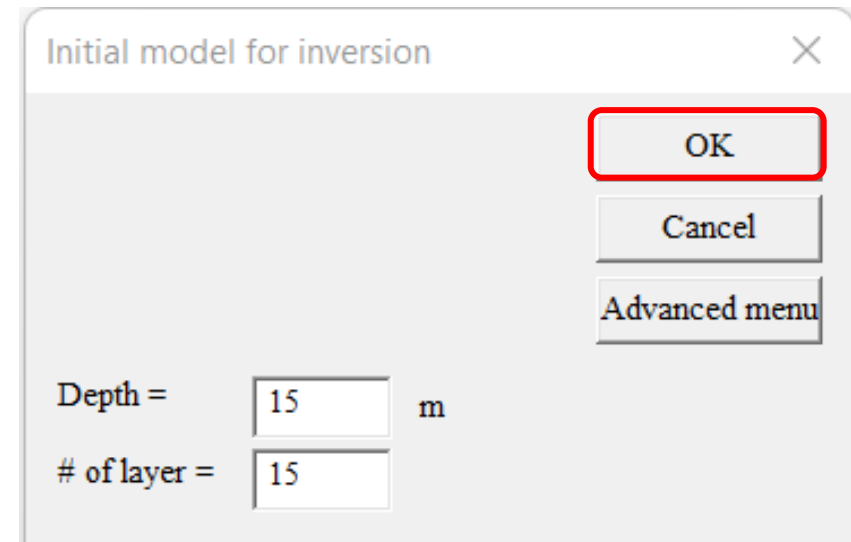 Initial model for inversion
OK
Cancel
Advanced menu
Depth = 15 m
# of layer = 15